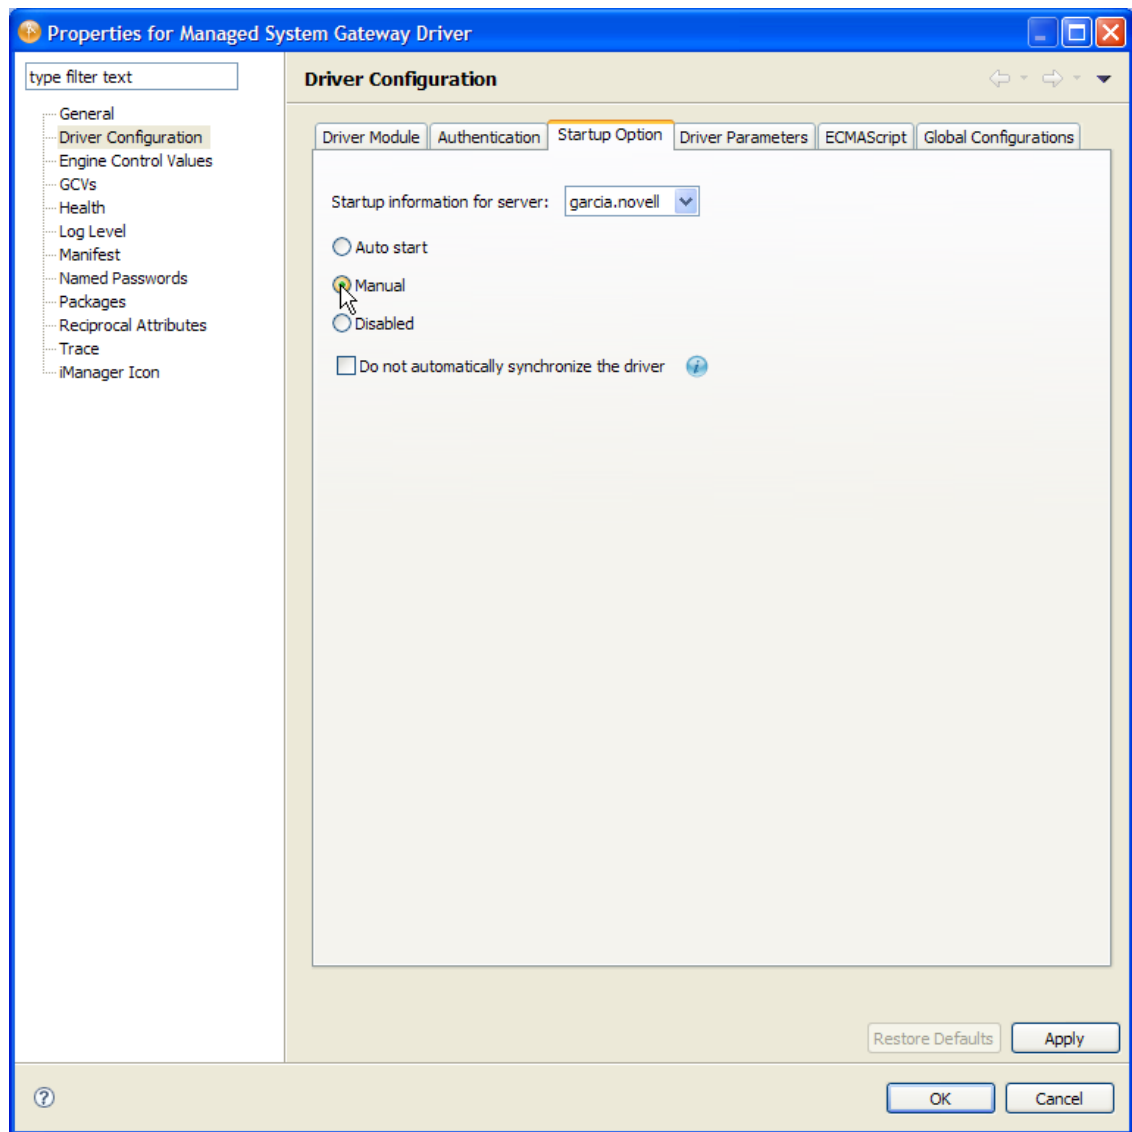 Properties for Managed System Gateway Driver
type filter text
General
Driver Configuration
Engine Control Values
GCVs
Health
Log Level
Manifest
Named Passwords
Packages
Reciprocal Attributes
Trace
iManager Icon
Driver Configuration
Driver Module Authentication Startup Option Driver Parameters ECMAScript Global Configurations
Startup information for server: garcia.novell
Auto start
Manual
Disabled
Do not automatically synchronize the driver
Restore Defaults Apply
OK Cancel